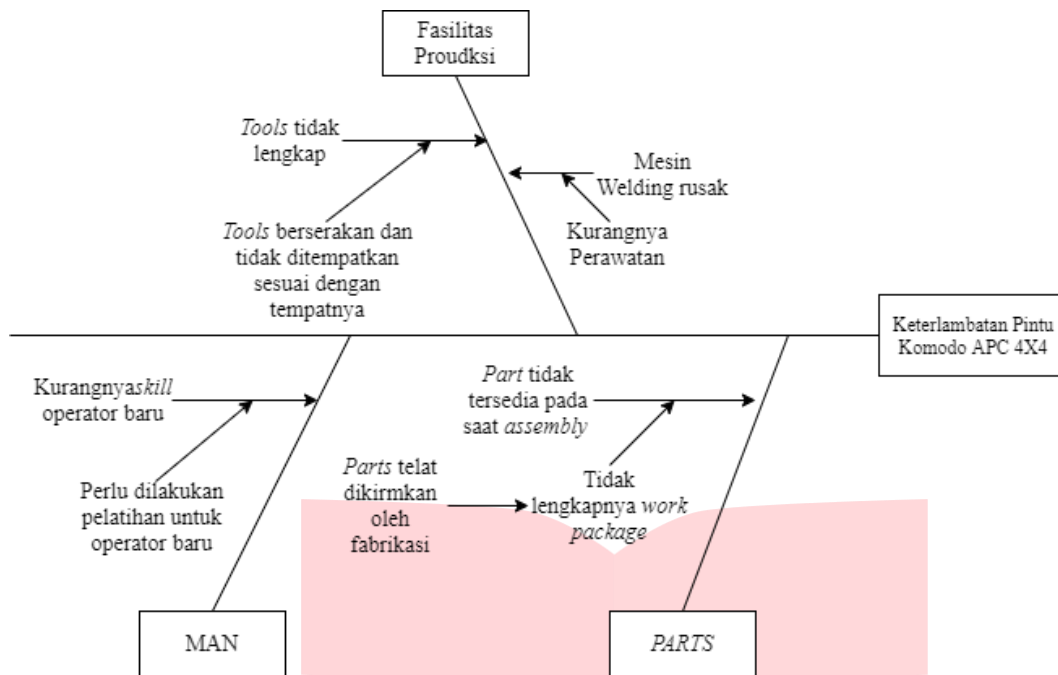 Fasilitas
Proudksi
Tools tidak
lengkap
Mesin
Welding rusak
Tools berserakan dan
tidak ditempatkan
sesuai dengan
tempatnya
Kurangnya
Perawatan
Keterlambatan Pintu
Komodo APC 4X4
Kurangnyaskill
operator baru
Part tidak
tersedia pada
saat assembly
Perlu dilakukan
pelatihan untuk
operator baru
Parts telat
dikirmkan
oleh
fabrikasi
Tidak
lengkapnya work
package
MAN
PARTS